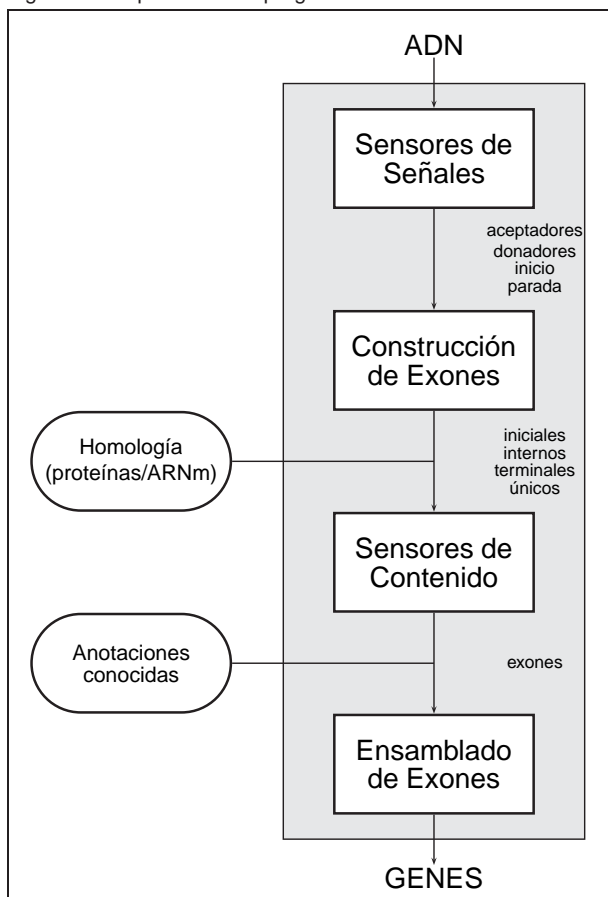 ADN
Sensores de
Señales
aceptadores
donadores
inicio
parada
Construcción
de Exones
Homología
(proteínas/ARNm)
iniciales
internos
terminales
únicos
Sensores de
Contenido
Anotaciones
conocidas
exones
Ensamblado
de Exones
GENES